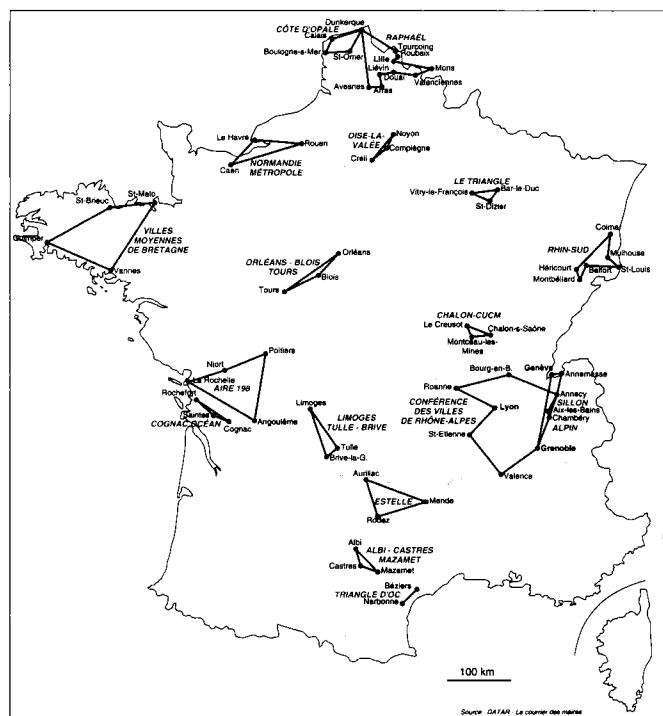 Dunkerque
CÔTE D'OPALE
Calais
RAPHAËL
Tourcoing
Roubaix
Boulogne-s-Mer
St-Omer
Lille
Mons
Liévin
Douai
Valenciennes
Avesnes
Arras
Le Havre
Rouen
Caen
NORMANDIE
MÉTROPOLE
OISE-LA-
VALÉE
Noyon
Compiègne
Creil
LE TRIANGLE
Vitry-le-François
Bar-le-Duc
St-Dizier
St-Brieuc
St-Malo
Quimper
Vannes
VILLES
MOYENNES
DE BRETAGNE
Colmar
RHIN-SUD
Mulhouse
Héricourt
Belfort
St-Louis
Montbéliard
ORLÉANS - BLOIS
TOURS
Orléans
Blois
Tours
CHALON-CUCM
Le Creusot
Chalon-s-Saône
Montceau-les-
Mines
Poitiers
Niort
La Rochelle
AIRE 198
Rochefort
Saintes
Cognac
COGNAC OCÉAN
Angoulême
Bourg-en-B.
Genève
Annemasse
Roanne
Annecy
SILLON
CONFÉRENCE
DES VILLES
DE RHÔNE-ALPES
Lyon
Aix-les-Bains
Chambéry
ALPIN
St-Etienne
Grenoble
Valence
Limoges
LIMOGES
TULLE - BRIVE
Tulle
Brive-la-G.
Aurillac
ESTELLE
Mende
Rodez
Albi
ALBI - CASTRES
MAZAMET
Castres
Mazamet
Béziers
TRIANGLE D'OC
Narbonne
100 km
Source DATAR - Le courrier des maires